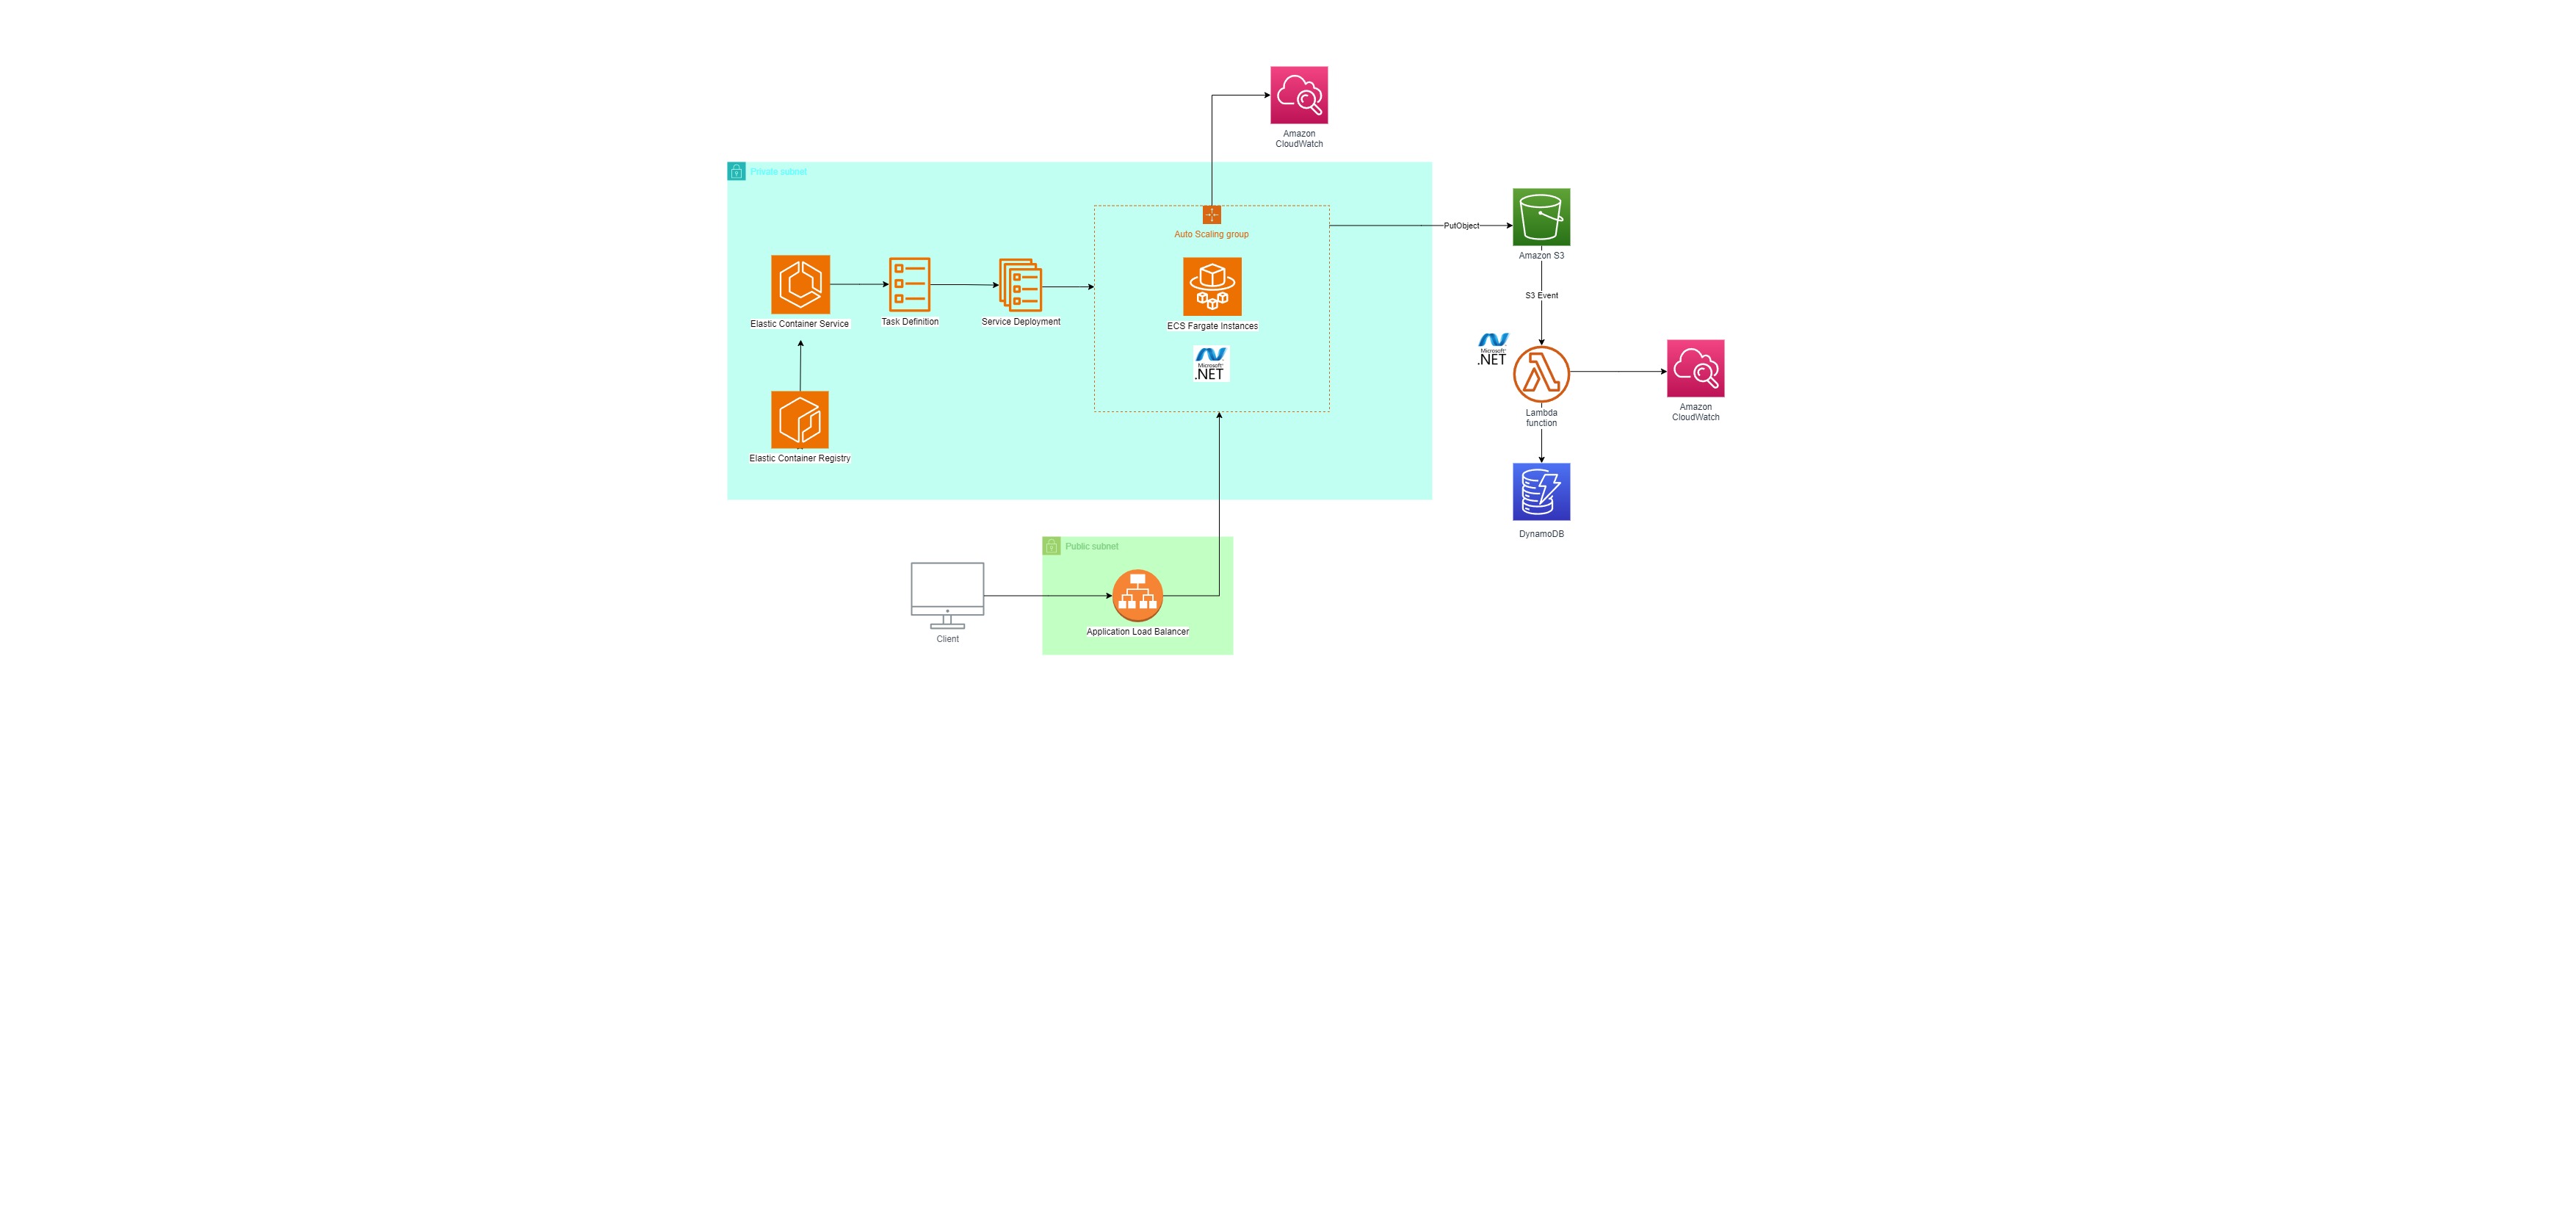 Amazon
CloudWatch
Private subnet
Auto Scaling group
PutObject
Amazon S3
S3 Event
Elastic Container Service
Task Definition
Service Deployment
ECS Fargate Instances
Microsoft
.NET
Microsoft
.NET
Amazon
CloudWatch
Lambda
function
Elastic Container Registry
DynamoDB
Public subnet
Application Load Balancer
Client